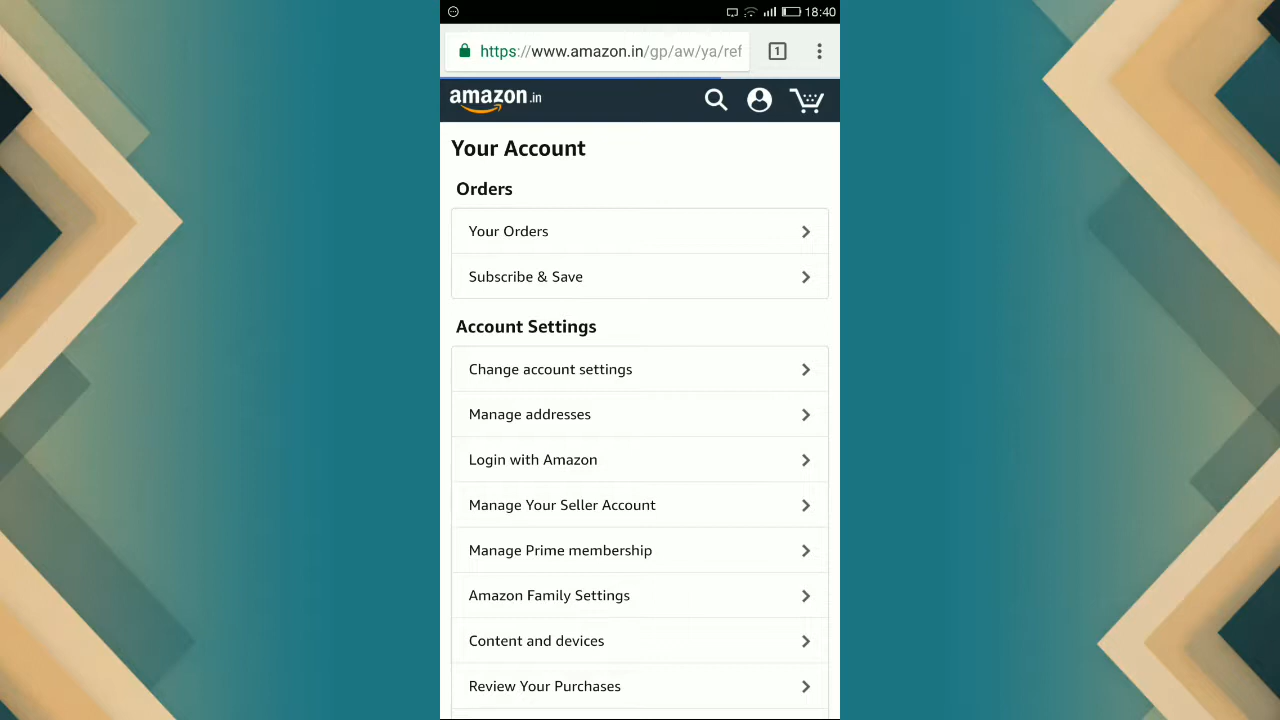 18:40
https://www.amazon.in/gp/aw/ya/ref
1
amazon.in
Your Account
Orders
Your Orders
Subscribe & Save
Account Settings
Change account settings
Manage addresses
Login with Amazon
Manage Your Seller Account
Manage Prime membership
Amazon Family Settings
Content and devices
Review Your Purchases